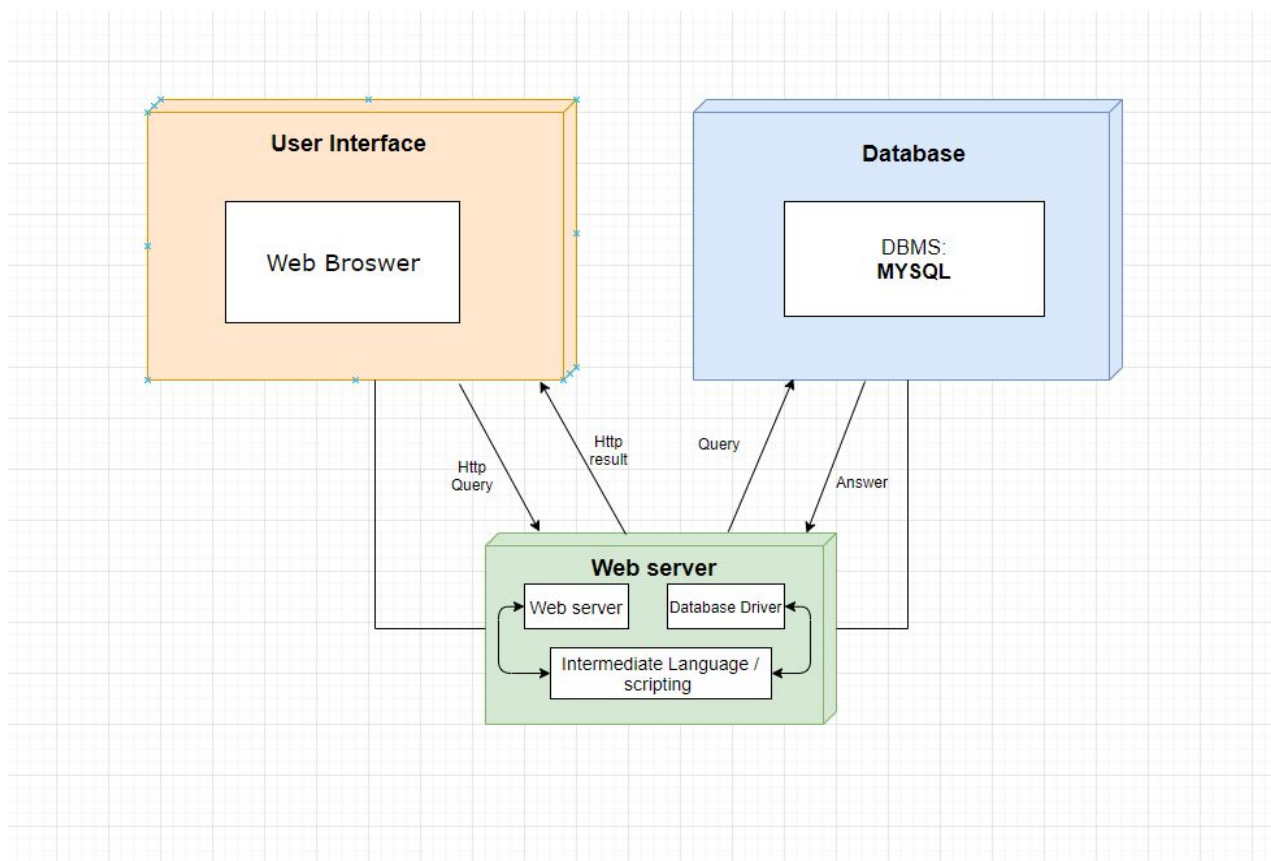 User Interface
Web Broswer
Database
DBMS:
MYSQL
Http
Query
Http
result
Query
Answer
Web server
Web server
Database Driver
Intermediate Language /
scripting